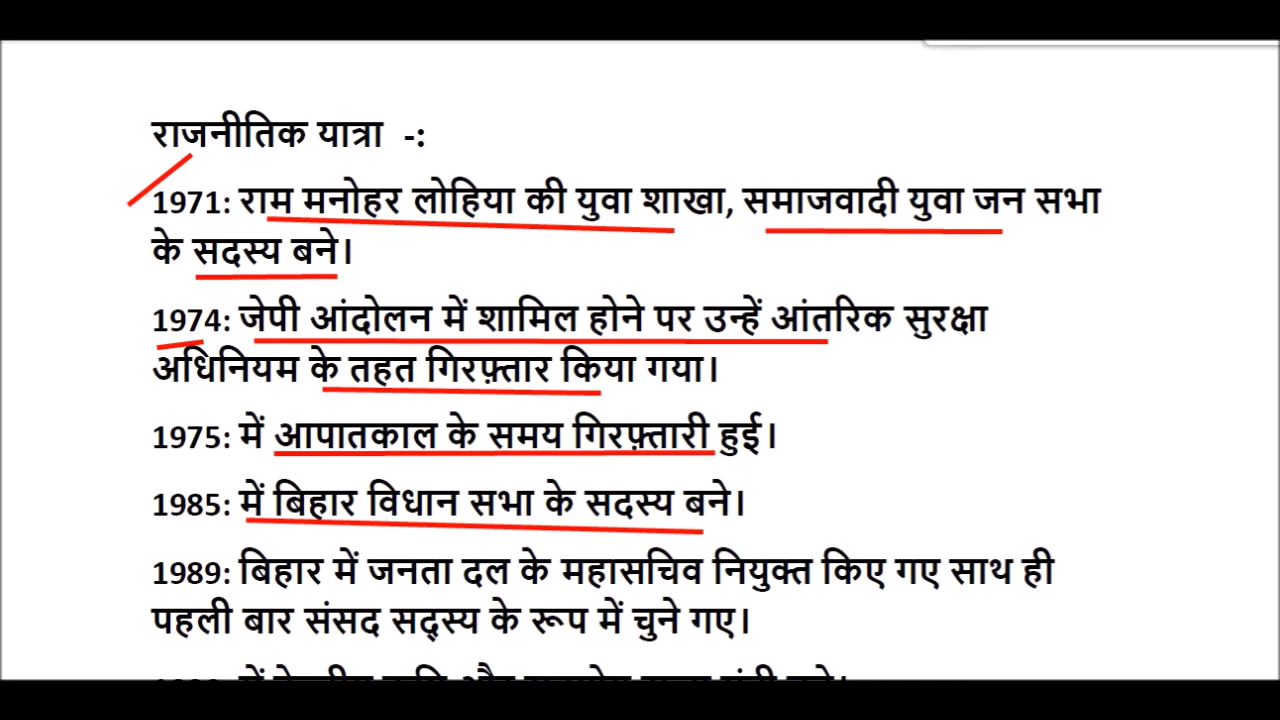 राजनीतिक यात्रा -:
1971: राम मनोहर लोहिया की युवा शाखा, समाजवादी युवा जन सभा
के सदस्य बने।
1974: जेपी आंदोलन में शामिल होने पर उन्हें आंतरिक सुरक्षा
अधिनियम के तहत गिरफ़्तार किया गया।
1975: में आपातकाल के समय गिरफ़्तारी हुई।
1985: में बिहार विधान सभा के सदस्य बने।
1989: बिहार में जनता दल के महासचिव नियुक्त किए गए साथ ही
पहली बार संसद सद्स्य के रूप में चुने गए।